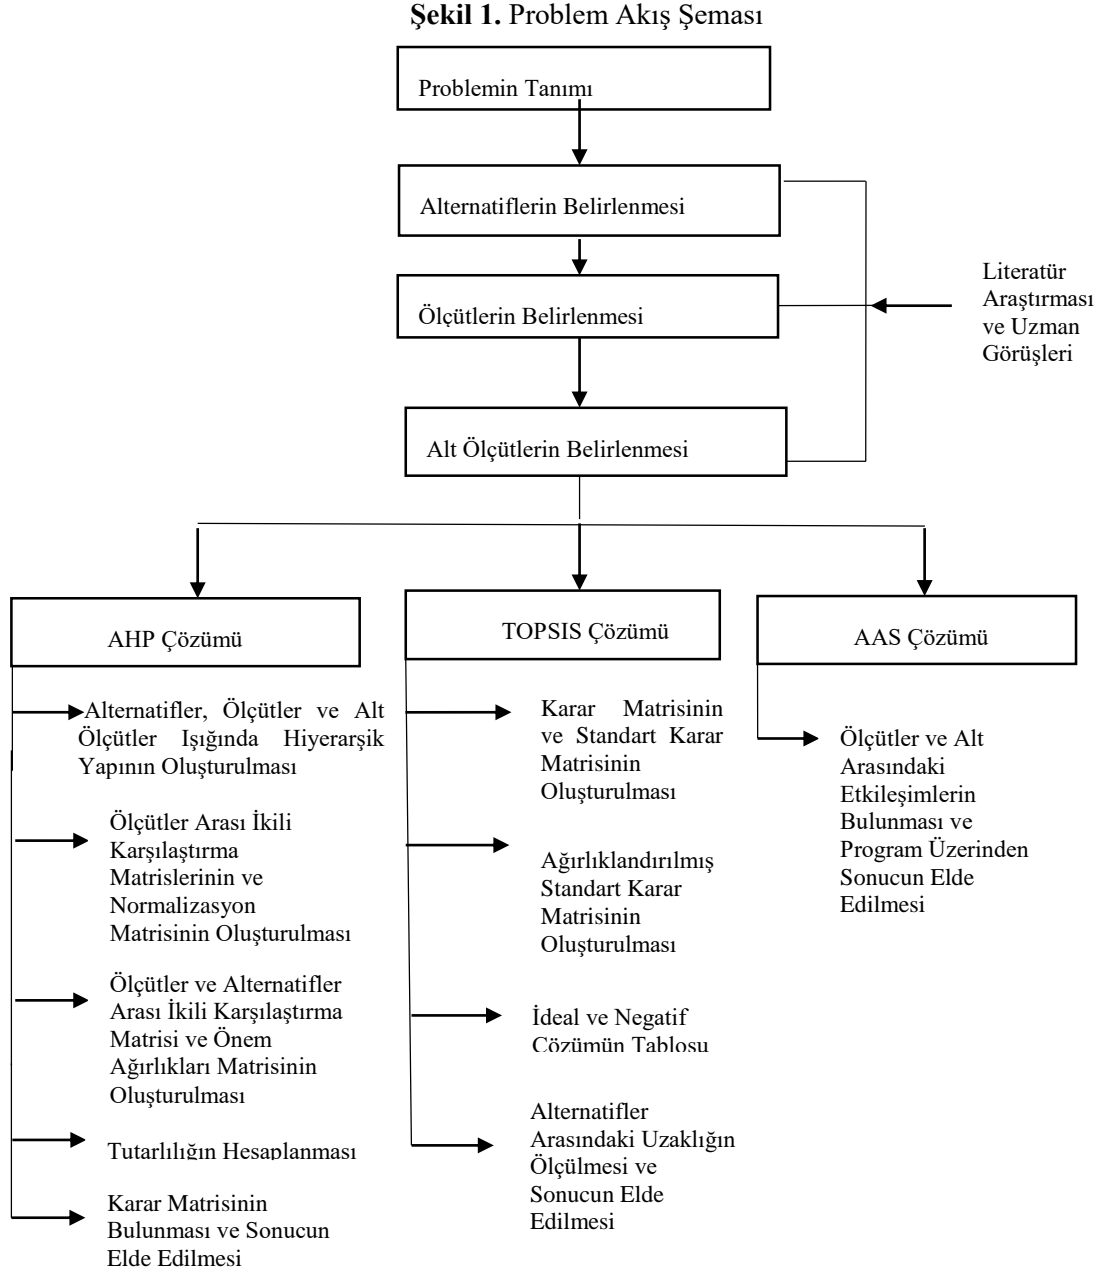 Şekil 1. Problem Akış Şeması
Problemin Tanımı
Alternatiflerin Belirlenmesi
Ölçütlerin Belirlenmesi
Literatür
Araştırması
ve Uzman
Görüşleri
Alt Ölçütlerin Belirlenmesi
AHP Çözümü
TOPSIS Çözümü
AAS Çözümü
Alternatifler, Ölçütler ve Alt
Ölçütler Işığında Hiyerarşik
Yapının Oluşturulması
Ölçütler Arası İkili
Karşılaştırma
Matrislerinin ve
Normalizasyon
Matrisinin Oluşturulması
Ölçütler ve Alternatifler
Arası İkili Karşılaştırma
Matrisi ve Önem
Ağırlıkları Matrisinin
Oluşturulması
Tutarlılığın Hesaplanması
Karar Matrisinin
Bulunması ve Sonucun
Elde Edilmesi
Karar Matrisinin
ve Standart Karar
Matrisinin
Oluşturulması
Ağırlıklandırılmış
Standart Karar
Matrisinin
Oluşturulması
İdeal ve Negatif
Çözümün Tablosu
Alternatifler
Arasındaki Uzaklığın
Ölçülmesi ve
Sonucun Elde
Edilmesi
Ölçütler ve Alt
Arasındaki
Etkileşimlerin
Bulunması ve
Program Üzerinden
Sonucun Elde
Edilmesi